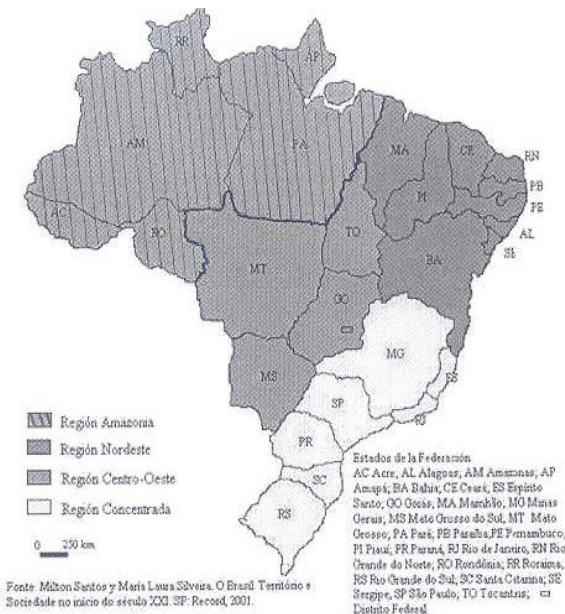 RR
AP
AM
PA
MA
CE
RN
PB
PE
AL
PI
AC
RO
TO
BA
MT
GO
MG
ES
MS
SP
RJ
PR
SC
RS
Región Amazonia
Región Nordeste
Región Centro-Oeste
Región Concentrada
0 250 km
Estados de la Federación
AC Acre, AL Alagoas, AM Amazonas, AP
Amapá; BA Bahia; CE Ceará, ES Espírito
Santo; GO Goiás, MA Marnhão, MG Minas
Gerais; MS Mato Grosso do Sul, MT Mato
Grosso; PA Pará, PB Paraíba,PE Pernambuco,
PI Piauí; PR Paraná, RJ Rio de Janeiro, RN Rio
Grande do Norte; RO Rondônia; RR Roraima,
RS Rio Grande do Sul; SC Santa Catarina; SE
Sergipe, SP São Paulo; TO Tocantins;
Distrito Federal
Fonte: Milton Santos y María Laura Silveira. O Brasil. Território e
Sociedade no início do século XXI. SP: Record, 2001.